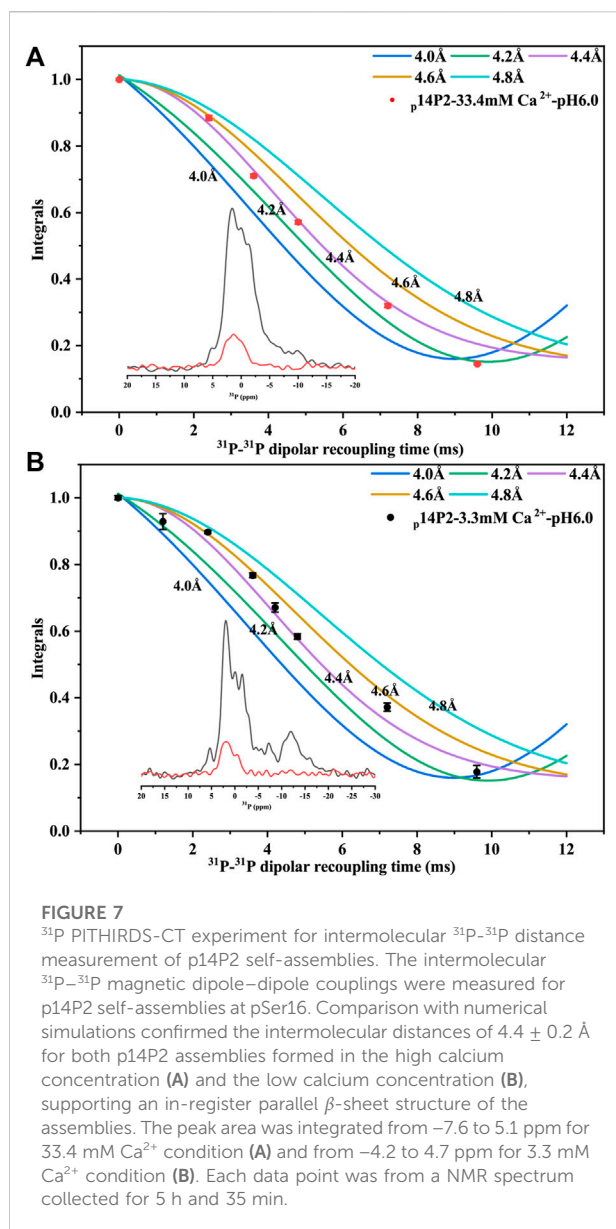 A
4.0Å 4.2Å 4.4Å
4.6Å 4.8Å
p14P2-33.4mM Ca2+-pH6.0
1.0
0.8
0.6
0.4
0.2
0.0
Integrals
4.0Å
4.2Å
4.4Å
4.6Å
4.8Å
20 15 10 5 0 -5 -10 -15 -20
31P (ppm)
0 2 4 6 8 10 12
31P-31P dipolar recoupling time (ms)
B
4.0Å 4.2Å 4.4Å
4.6Å 4.8Å
p14P2-3.3mM Ca2+-pH6.0
1.0
0.8
0.6
0.4
0.2
0.0
Integrals
4.0Å
4.2Å
4.4Å
4.6Å
4.8Å
20 15 10 5 0 -5 -10 -15 -20 -25 -30
31P (ppm)
0 2 4 6 8 10 12
31P-31P dipolar recoupling time (ms)
FIGURE 7
31P PITHIRDS-CT experiment for intermolecular 31P-31P distance
measurement of p14P2 self-assemblies. The intermolecular
31P–31P magnetic dipole–dipole couplings were measured for
p14P2 self-assemblies at pSer16. Comparison with numerical
simulations confirmed the intermolecular distances of 4.4 ± 0.2 Å
for both p14P2 assemblies formed in the high calcium
concentration (A) and the low calcium concentration (B),
supporting an in-register parallel β-sheet structure of the
assemblies. The peak area was integrated from −7.6 to 5.1 ppm for
33.4 mM Ca2+ condition (A) and from −4.2 to 4.7 ppm for 3.3 mM
Ca2+ condition (B). Each data point was from a NMR spectrum
collected for 5 h and 35 min.